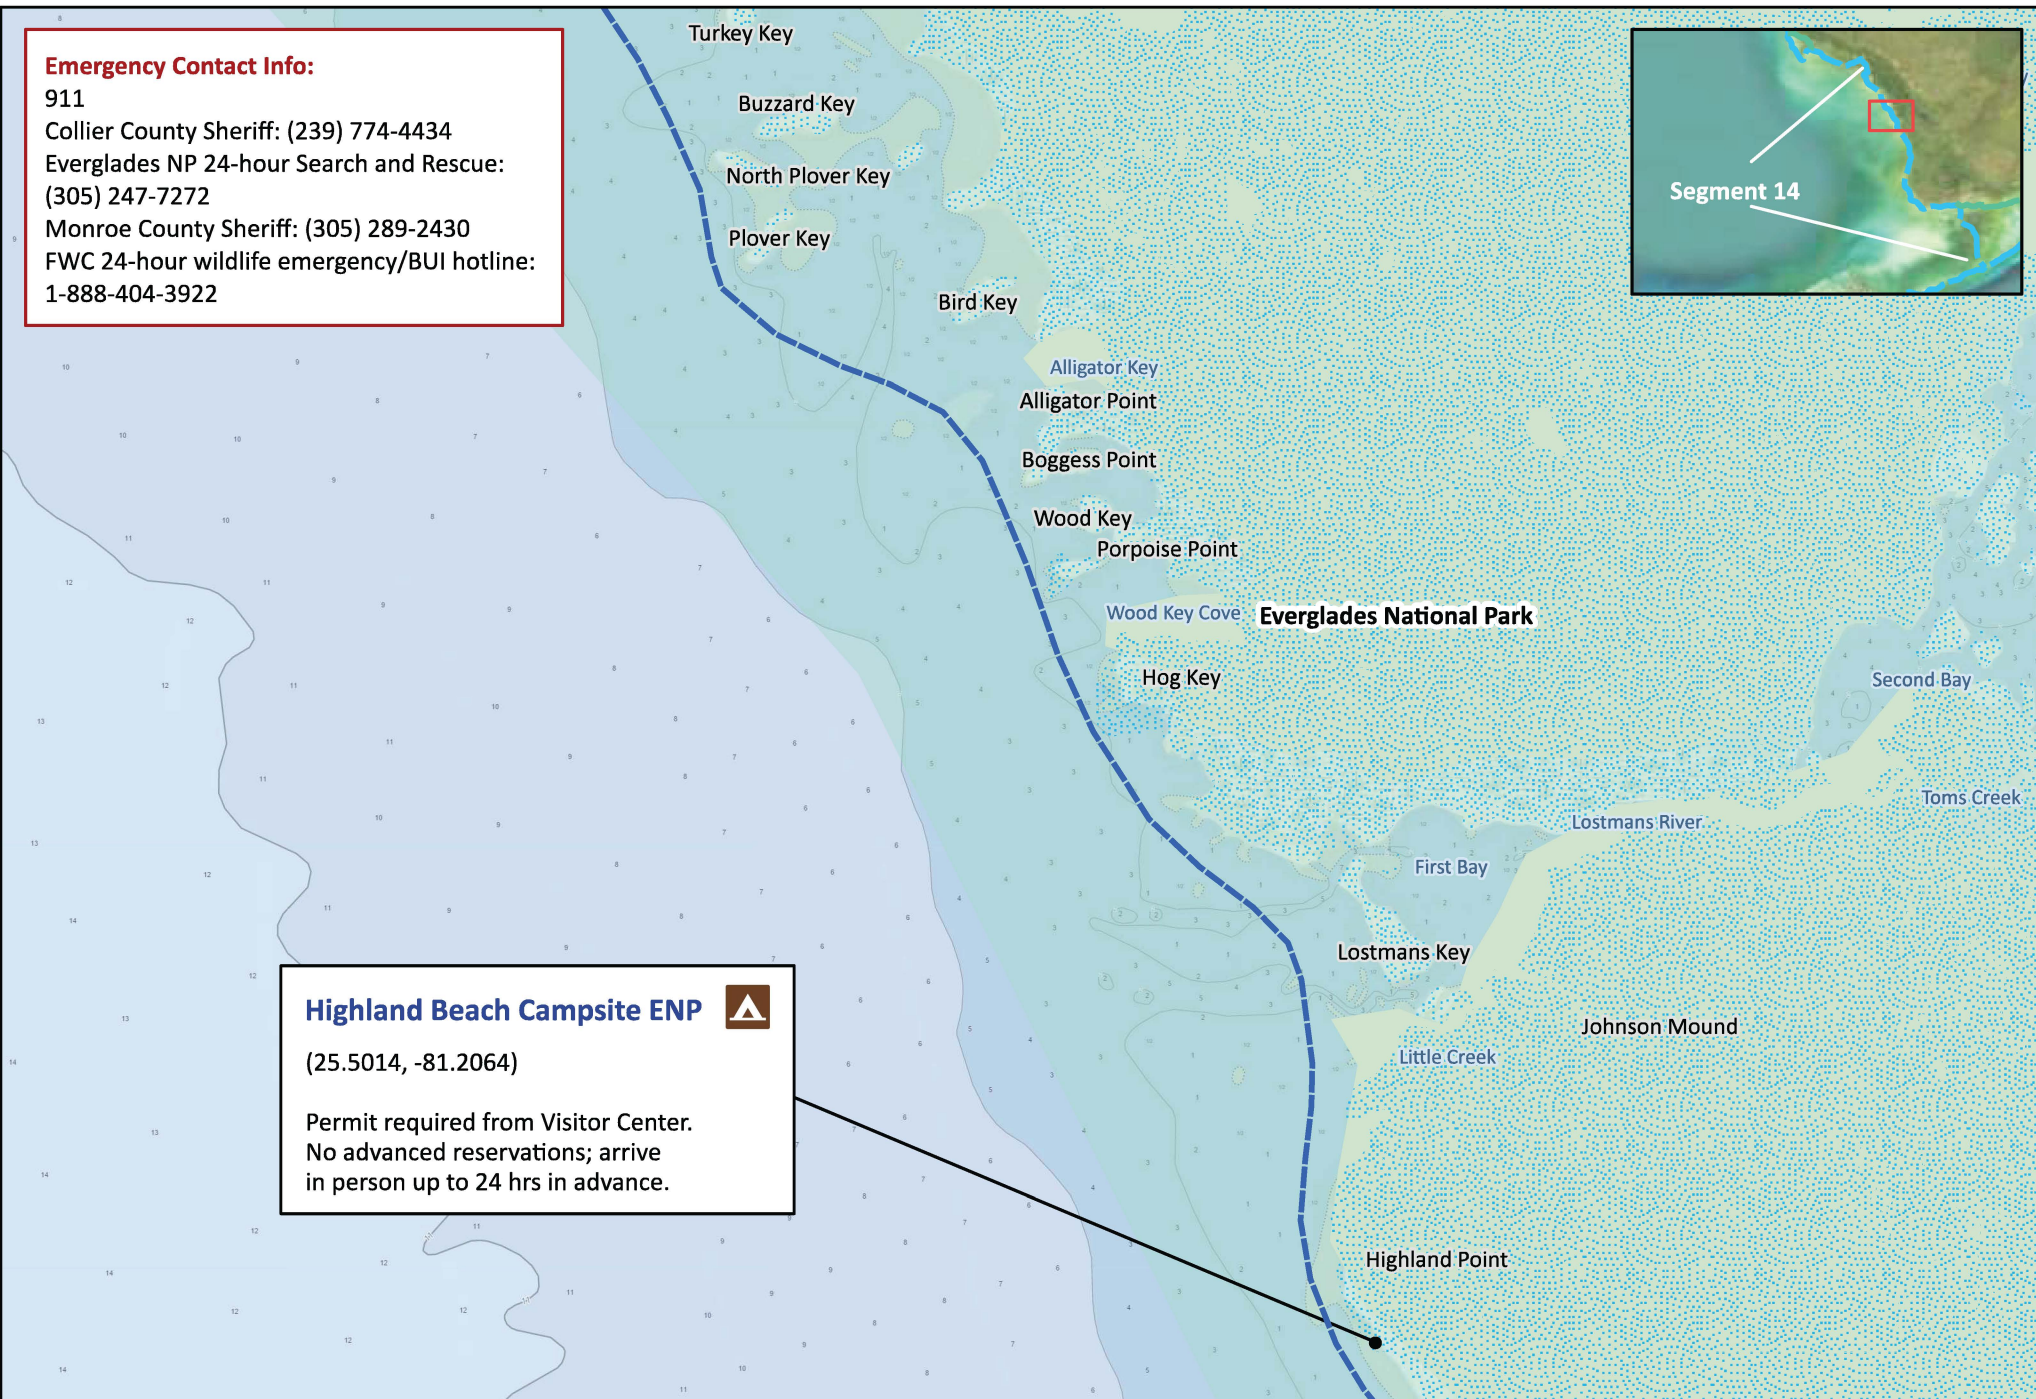 Emergency Contact Info:
911
Collier County Sheriff: (239) 774-4434
Everglades NP 24-hour Search and Rescue:
(305) 247-7272
Monroe County Sheriff: (305) 289-2430
FWC 24-hour wildlife emergency/BUI hotline:
1-888-404-3922
Turkey Key
Buzzard Key
North Plover Key
Plover Key
Bird Key
Segment 14
Alligator Key
Alligator Point
Boggess Point
Wood Key
Porpoise Point
Wood Key Cove
Everglades National Park
Hog Key
Second Bay
Toms Creek
Lostmans River
First Bay
Lostmans Key
Johnson Mound
Little Creek
Highland Point
Highland Beach Campsite ENP
(25.5014, -81.2064)
Permit required from Visitor Center.
No advanced reservations; arrive
in person up to 24 hrs in advance.